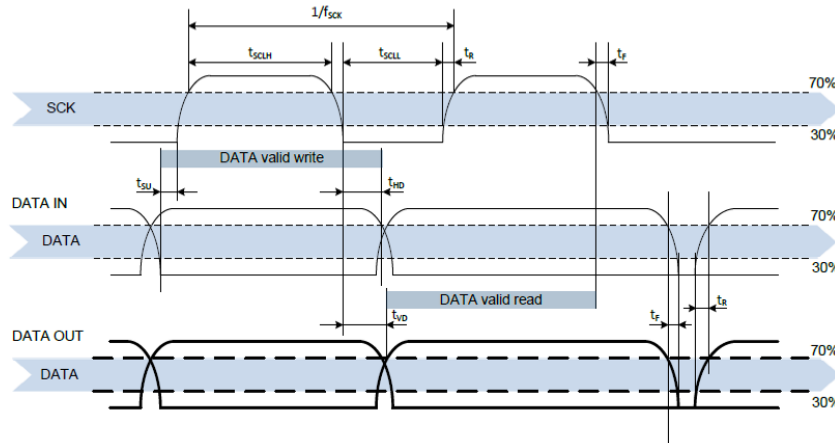 1/fSCK
tSCLH tSCLL tR tF
70%
SCK
30%
DATA valid write
tSU tHD
DATA IN
70%
DATA
30%
DATA valid read
tVD tF tR
DATA OUT
70%
DATA
30%